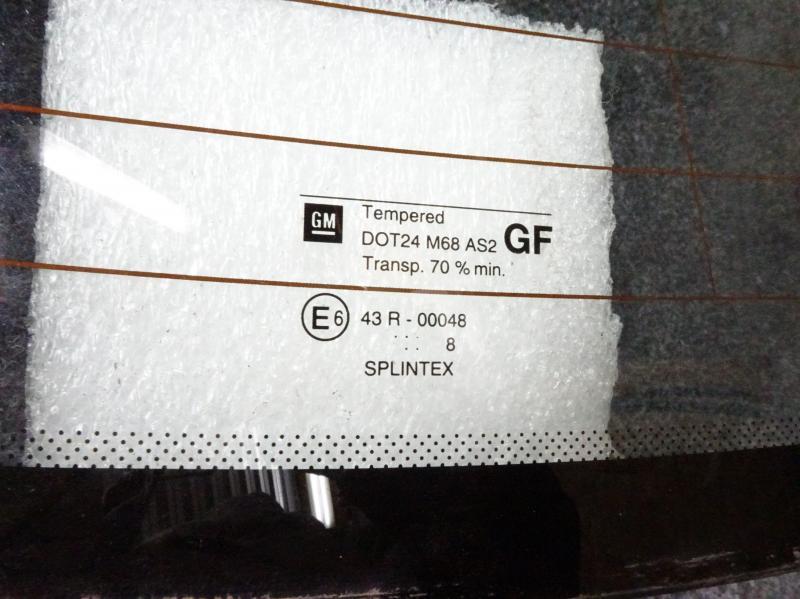 GM Tempered
DOT24 M68 AS2 GF
Transp. 70 % min.
E6 43 R - 00048
8
SPLINTEX